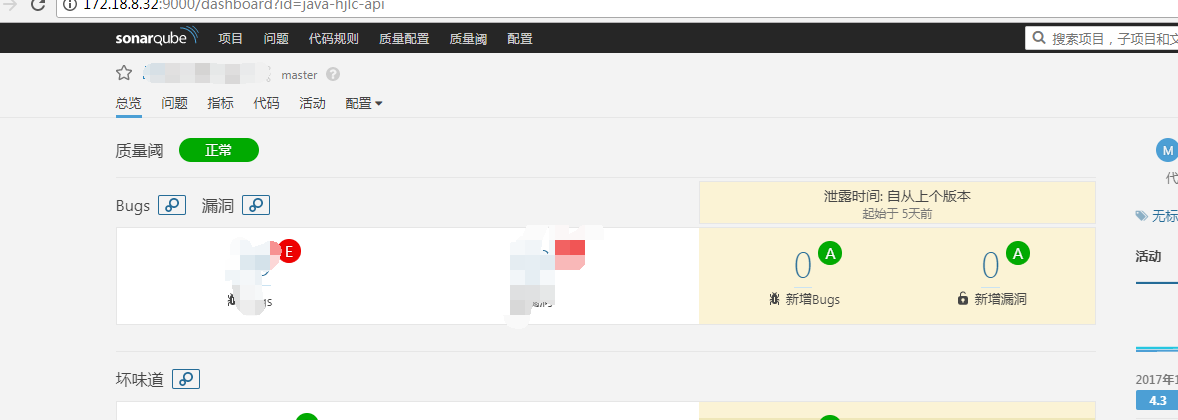 172.18.8.32:9000/dashboard?id=java-hjlc-api
sonarqube 项目 问题 代码规则 质量配置 质量阈 配置 搜索项目，子项目和文
master ?
总览 问题 指标 代码 活动 配置
质量阈 正常
M
代
Bugs 漏洞
泄露时间: 自从上个版本
起始于 5天前
无标
活动
E
0 A 0 A
新增Bugs 新增漏洞
坏味道
2017年1
4.3